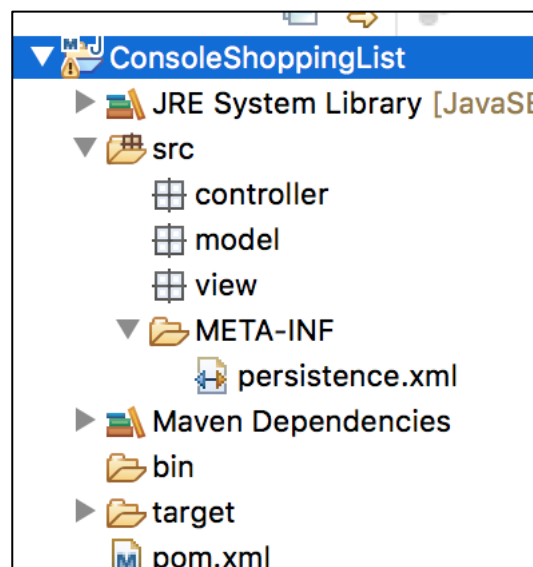 ConsoleShoppingList
JRE System Library [JavaSE
src
controller
model
view
META-INF
persistence.xml
Maven Dependencies
bin
target
pom.xml